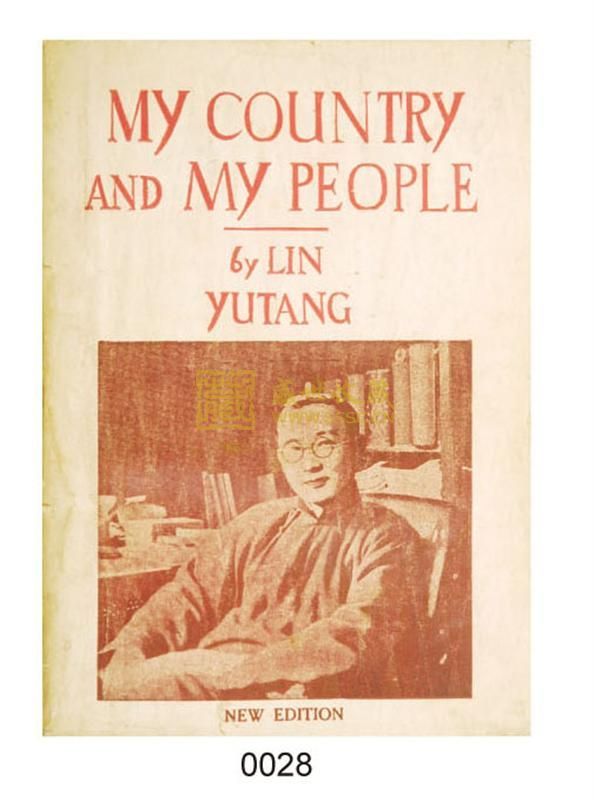 MY COUNTRY
AND MY PEOPLE
by LIN
YUTANG
NEW EDITION
0028